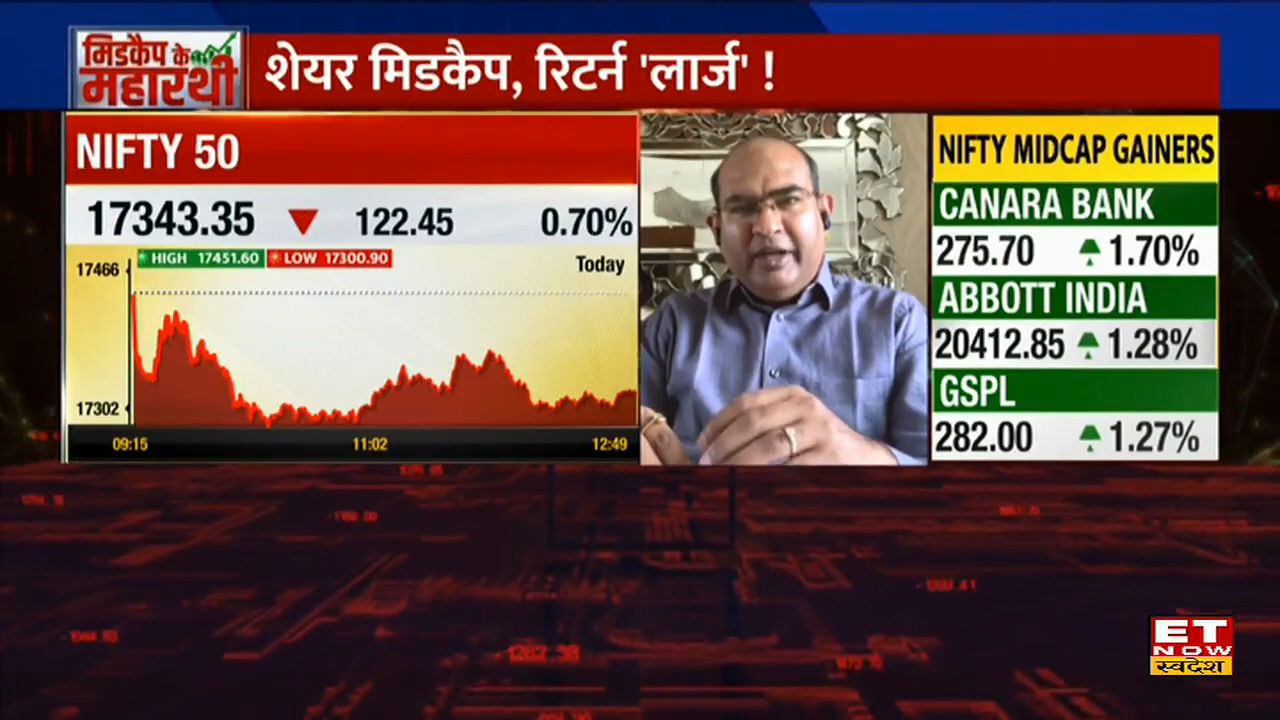 मिडकैप के
महारथी
शेयर मिडकैप, रिटर्न 'लार्ज' !
NIFTY 50
17343.35 ▼ 122.45 0.70%
HIGH 17451.60 LOW 17300.90
Today
17466
17302
09:15 11:02 12:49
NIFTY MIDCAP GAINERS
CANARA BANK
275.70 1.70%
ABBOTT INDIA
20412.85 1.28%
GSPL
282.00 1.27%
ET
NOW
स्वदेश